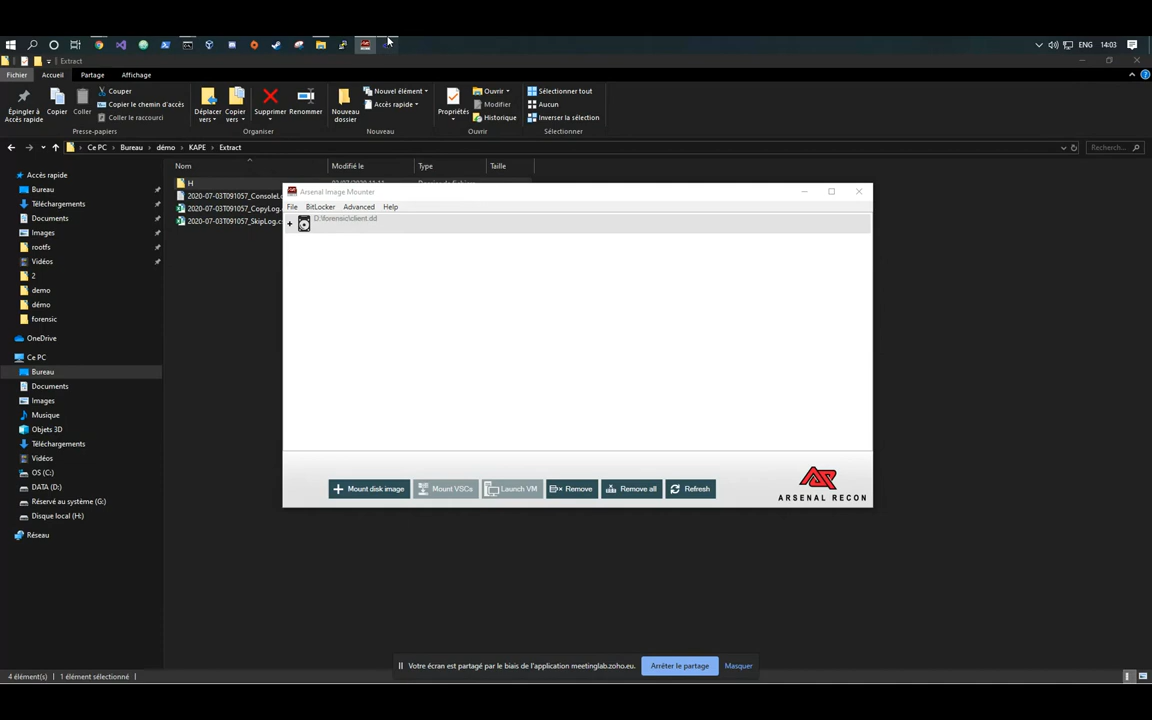 ENG
14:03
Extract
Fichier
Accueil
Partage
Affichage
Épingler à
Accès rapide
Copier
Coller
Couper
Copier le chemin d'accès
Coller le raccourci
Presse-papiers
Déplacer
vers
Copier
vers
Supprimer
Renommer
Organiser
Nouveau
dossier
Nouvel élément
Accès rapide
Nouveau
Propriétés
Ouvrir
Modifier
Historique
Ouvrir
Sélectionner tout
Aucun
Inverser la sélection
Sélectionner
Ce PC > Bureau > démo > KAPE > Extract
Recherc...
Nom
Modifié le
Type
Taille
H
2020-07-03T091057_ConsoleL
2020-07-03T091057_CopyLog.
2020-07-03T091057_SkipLog.c
Accès rapide
Bureau
Téléchargements
Documents
Images
rootfs
Vidéos
2
demo
démo
forensic
OneDrive
Ce PC
Bureau
Documents
Images
Musique
Objets 3D
Téléchargements
Vidéos
OS (C:)
DATA (D:)
Réservé au système (G:)
Disque local (H:)
Réseau
Arsenal Image Mounter
File
BitLocker
Advanced
Help
D:\forensic\client.dd
Mount disk image
Mount VSCs
Launch VM
Remove
Remove all
Refresh
ARSENAL RECON
Votre écran est partagé par le biais de l'application meetinglab.zoho.eu.
Arrêter le partage
Masquer
4 élément(s)
1 élément sélectionné